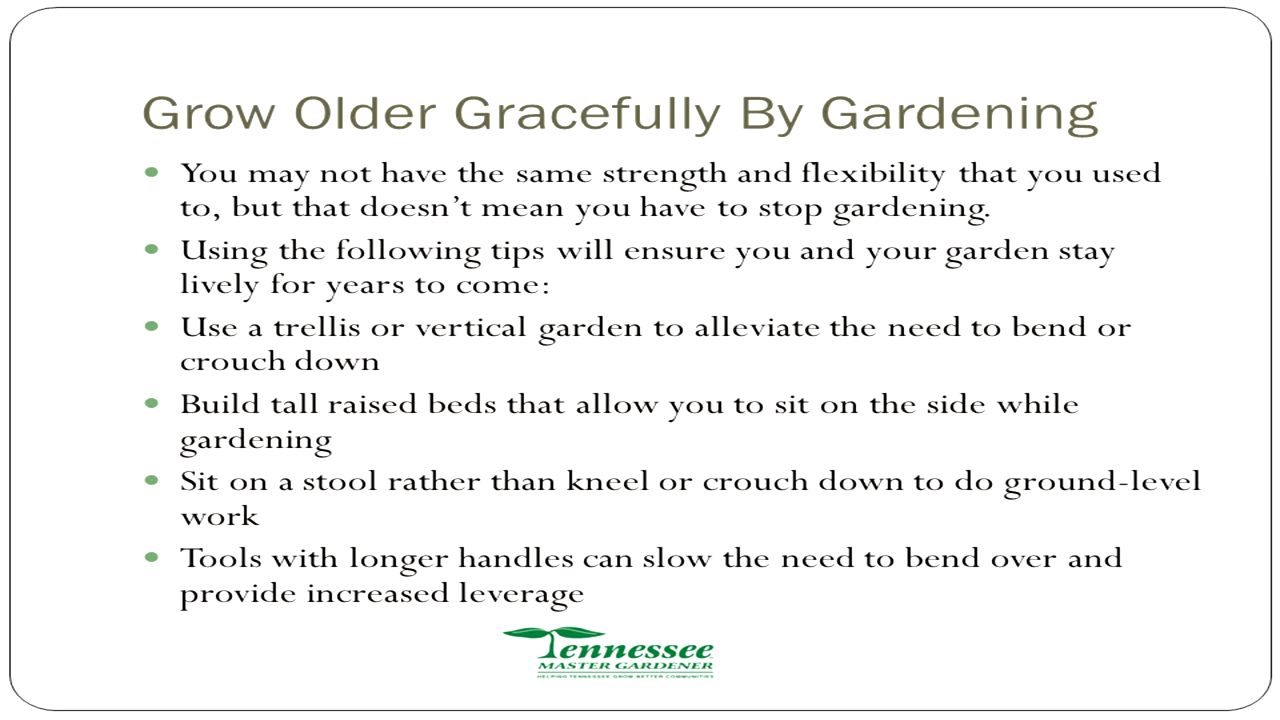 Grow Older Gracefully By Gardening
• You may not have the same strength and flexibility that you used
to, but that doesn't mean you have to stop gardening.
• Using the following tips will ensure you and your garden stay
lively for years to come:
• Use a trellis or vertical garden to alleviate the need to bend or
crouch down
• Build tall raised beds that allow you to sit on the side while
gardening
• Sit on a stool rather than kneel or crouch down to do ground-level
work
• Tools with longer handles can slow the need to bend over and
provide increased leverage
Tennessee
MASTER GARDENER
HELPING TENNESSEE GROW BETTER COMMUNITIES